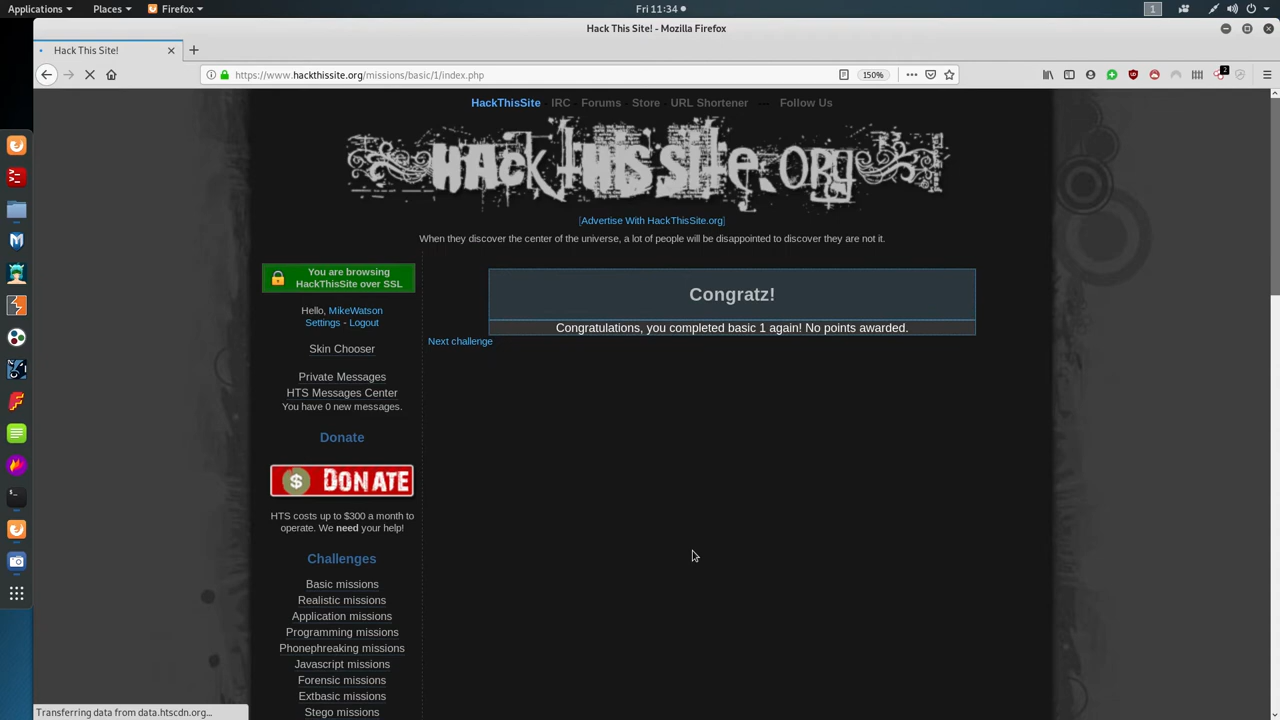 Applications Places Firefox Fri 11:34 1
Hack This Site! - Mozilla Firefox
Hack This Site!
https://www.hackthissite.org/missions/basic/1/index.php 150% 2
HackThisSite IRC Forums Store URL Shortener — Follow Us
HACK THIS SITE.ORG
[Advertise With HackThisSite.org]
When they discover the center of the universe, a lot of people will be disappointed to discover they are not it.
You are browsing
HackThisSite over SSL
Hello, MikeWatson
Settings - Logout
Skin Chooser
Private Messages
HTS Messages Center
You have 0 new messages.
Donate
$ DONATE
HTS costs up to $300 a month to
operate. We need your help!
Challenges
Basic missions
Realistic missions
Application missions
Programming missions
Phonephreaking missions
Javascript missions
Forensic missions
Extbasic missions
Stego missions
Congratz!
Congratulations, you completed basic 1 again! No points awarded.
Next challenge
Transferring data from data.htscdn.org...